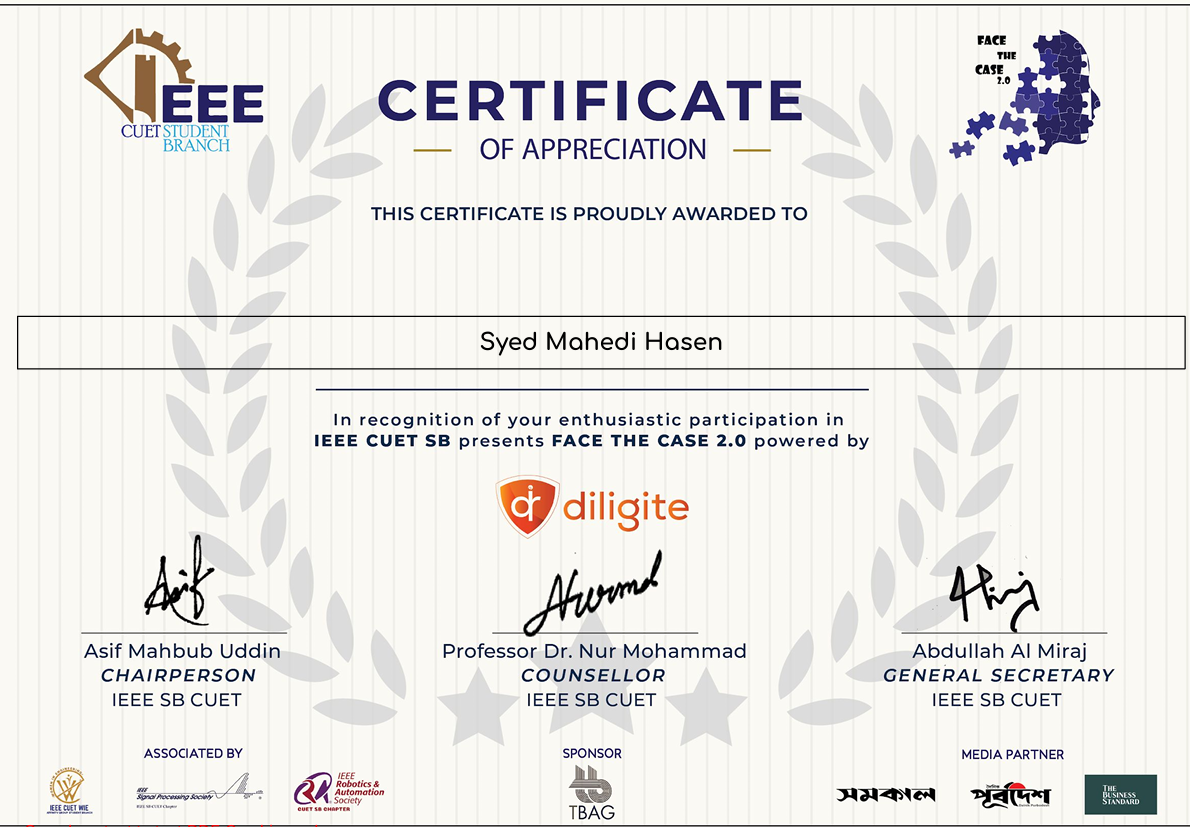 IEEE
CUET STUDENT
BRANCH
FACE
THE
CASE
2.0
CERTIFICATE
OF APPRECIATION
THIS CERTIFICATE IS PROUDLY AWARDED TO
Syed Mahedi Hasen
In recognition of your enthusiastic participation in
IEEE CUET SB presents FACE THE CASE 2.0 powered by
diligite
Asif Mahbub Uddin
CHAIRPERSON
IEEE SB CUET
Professor Dr. Nur Mohammad
COUNSELLOR
IEEE SB CUET
Abdullah Al Miraj
GENERAL SECRETARY
IEEE SB CUET
ASSOCIATED BY
IEEE CUET WIE
IEEE
Signal Processing Society
IEEE
Robotics &
Automation
Society
CUET SB CHAPTER
SPONSOR
TBAG
MEDIA PARTNER
সমকাল
পূর্বদেশ
THE
BUSINESS
STANDARD